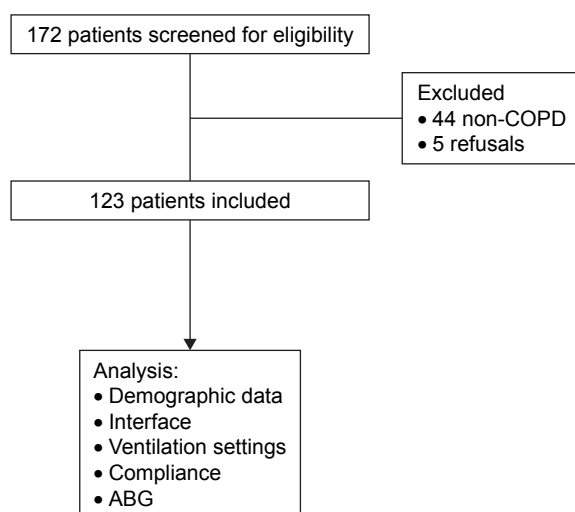 172 patients screened for eligibility
Excluded
• 44 non-COPD
• 5 refusals
123 patients included
Analysis:
• Demographic data
• Interface
• Ventilation settings
• Compliance
• ABG